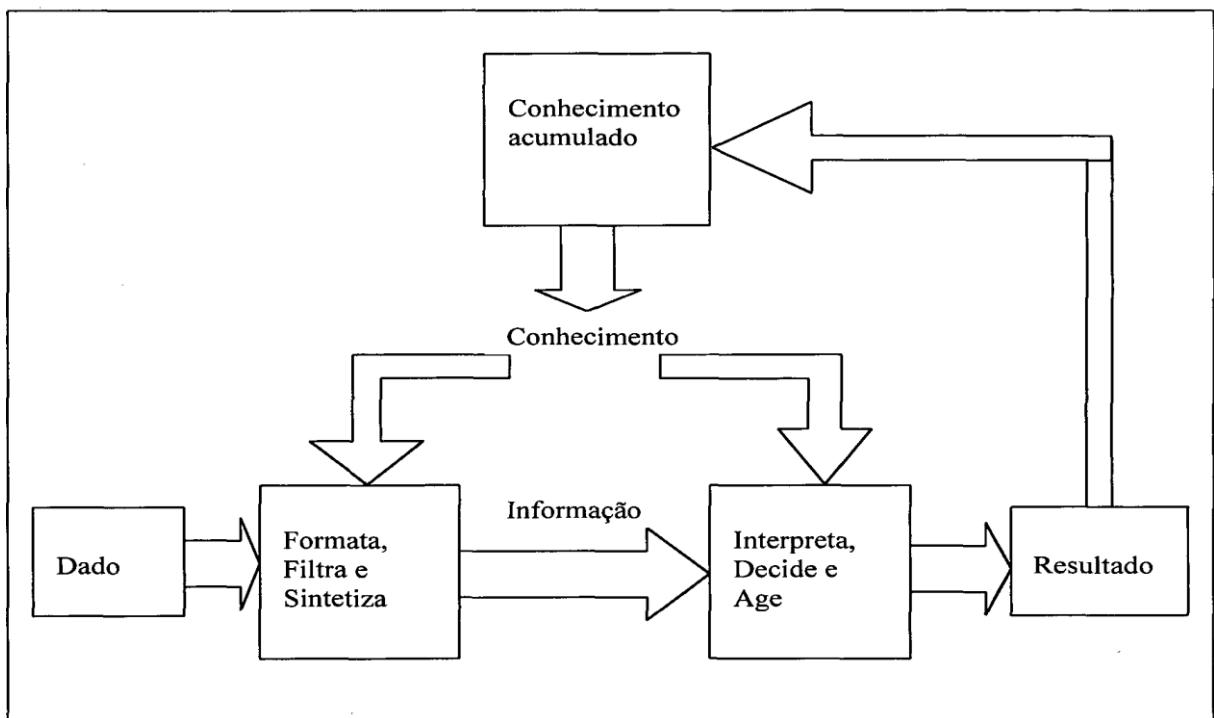 Conhecimento
acumulado
Conhecimento
Dado
Formata,
Filtra e
Sintetiza
Informação
Interpreta,
Decide e
Age
Resultado